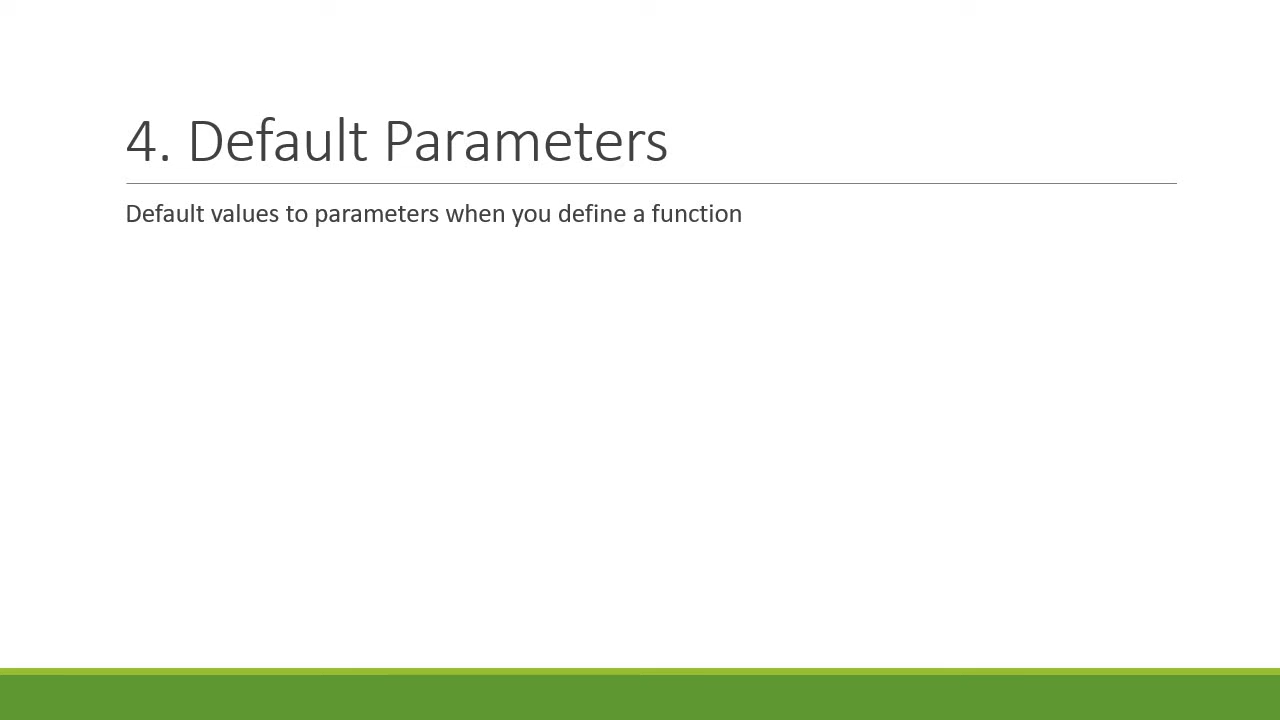 4. Default Parameters
Default values to parameters when you define a function